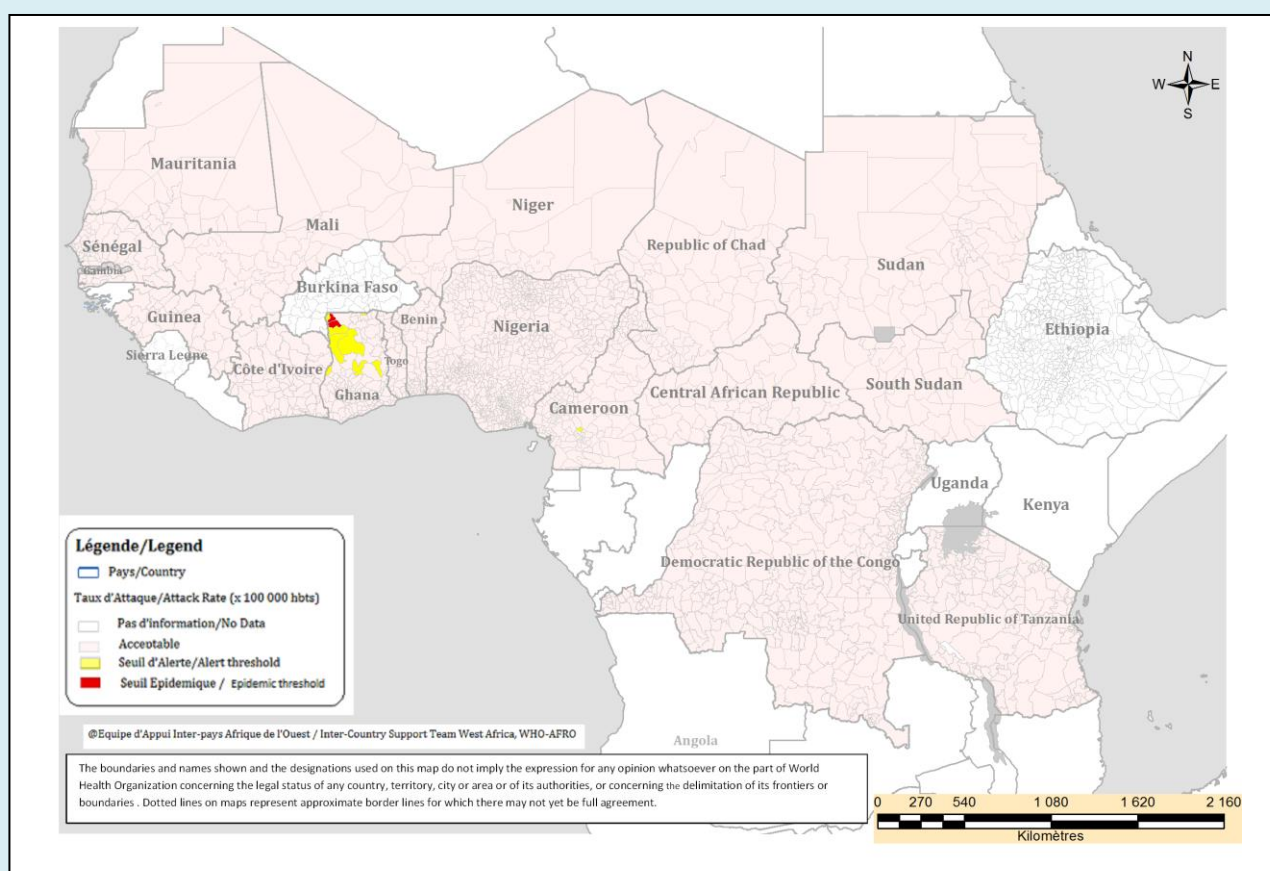 N
W E
S
Mauritania
Mali
Niger
Republic of Chad
Sudan
Sénégal
Gambia
Burkina Faso
Guinea
Benin
Nigeria
Ethiopia
Sierra Leone
Côte d'Ivoire
Togo
Ghana
Cameroon
Central African Republic
South Sudan
Uganda
Kenya
Democratic Republic of the Congo
United Republic of Tanzania
Angola
Légende/Legend
Pays/Country
Taux d'Attaque/Attack Rate (x 100 000 hbts)
Pas d'information/No Data
Acceptable
Seuil d'Alerte/Alert threshold
Seuil Epidemique / Epidemic threshold
@Equipe d'Appui Inter-pays Afrique de l'Ouest / Inter-Country Support Team West Africa, WHO-AFRO
The boundaries and names shown and the designations used on this map do not imply the expression for any opinion whatsoever on the part of World
Health Organization concerning the legal status of any country, territory, city or area or of its authorities, or concerning the delimitation of its frontiers or
boundaries . Dotted lines on maps represent approximate border lines for which there may not yet be full agreement.
0 270 540 1 080 1 620 2 160
Kilomètres